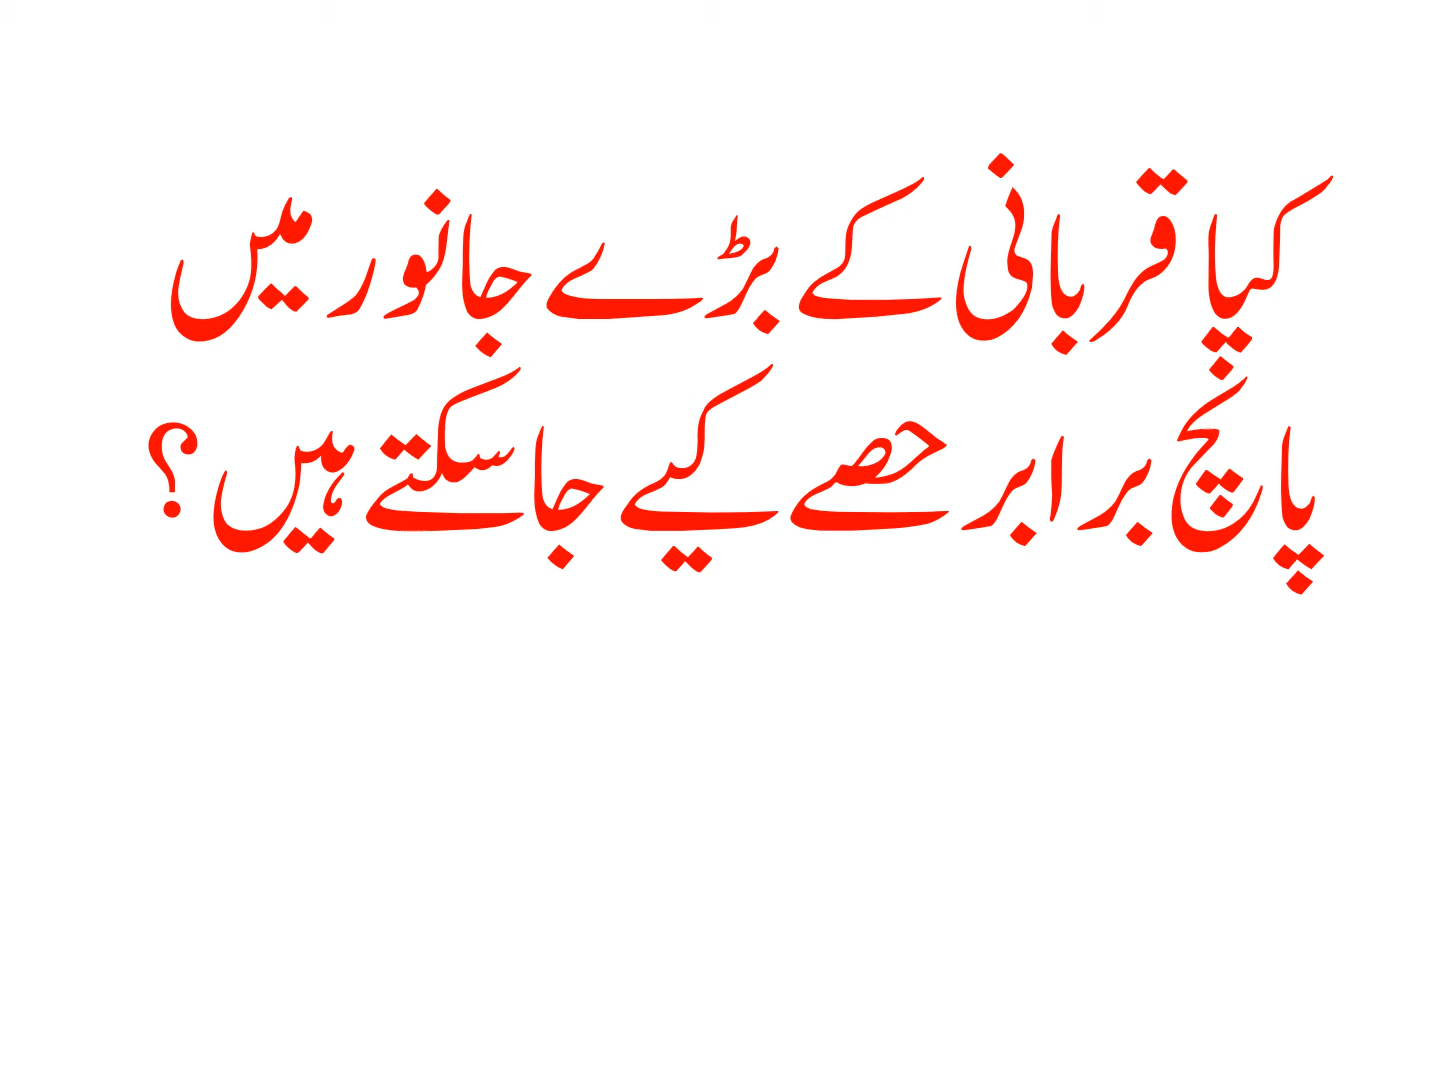 کیا قربانی کے بڑے جانور میں
پانچ برابر حصے کیے جاسکتے ہیں؟